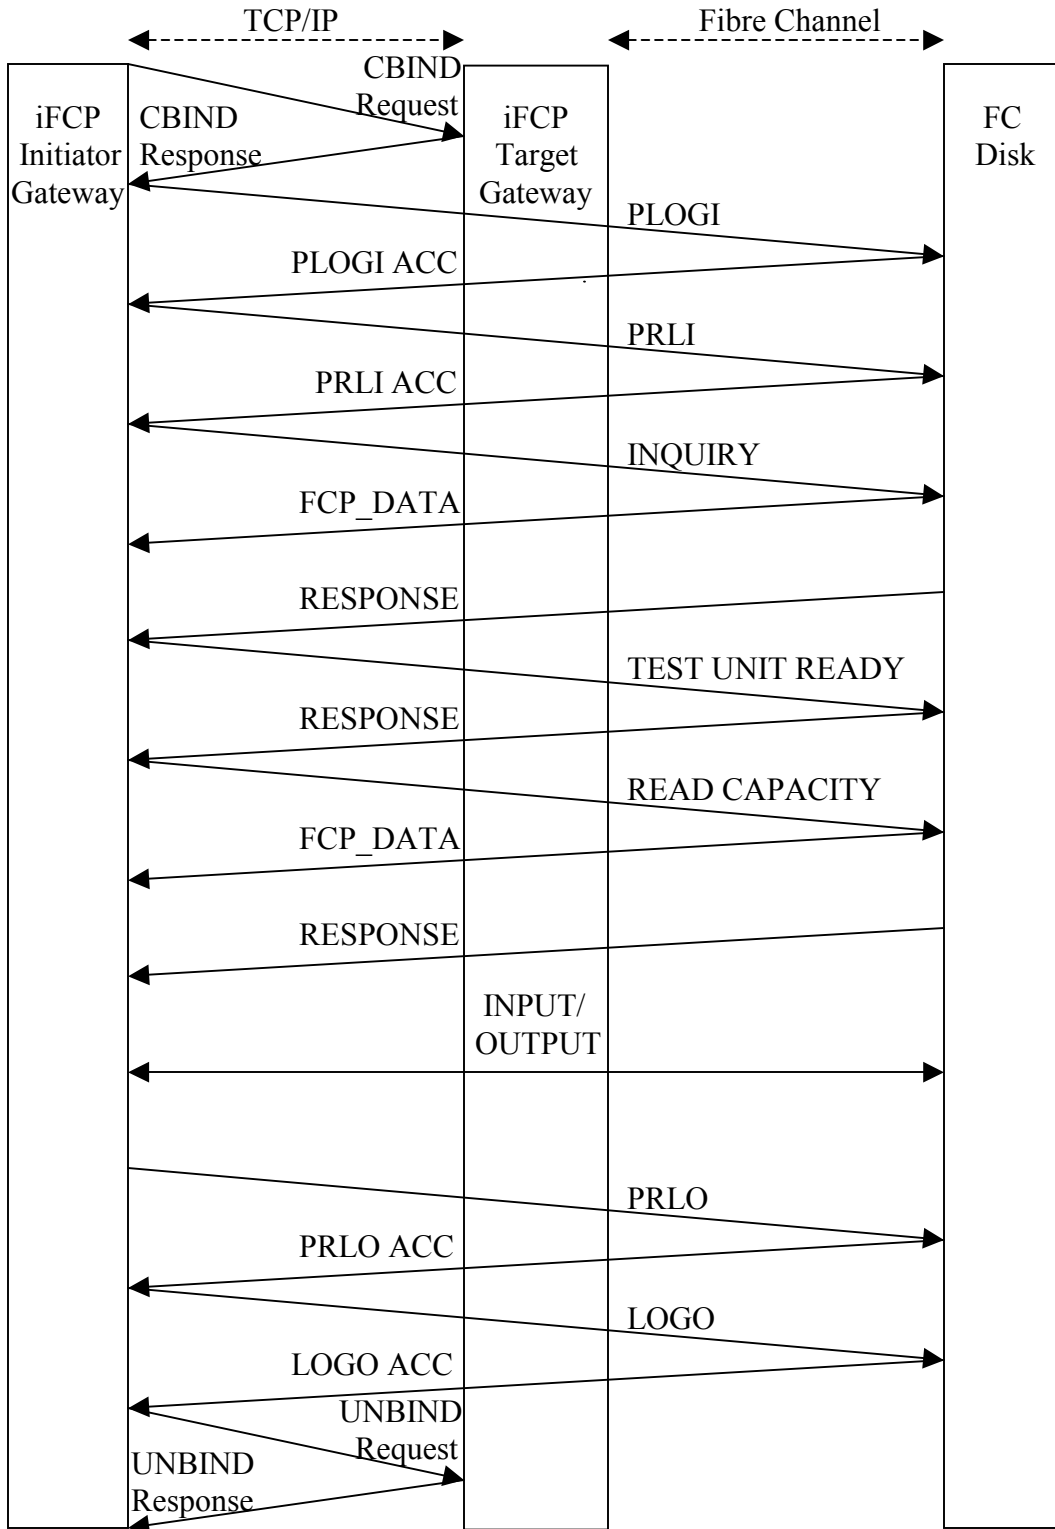 TCP/IP
Fibre Channel
CBIND
Request
iFCP
Initiator
Gateway
CBIND
Response
iFCP
Target
Gateway
FC
Disk
PLOGI
PLOGI ACC
PRLI
PRLI ACC
INQUIRY
FCP_DATA
RESPONSE
TEST UNIT READY
RESPONSE
READ CAPACITY
FCP_DATA
RESPONSE
INPUT/
OUTPUT
PRLO
PRLO ACC
LOGO
LOGO ACC
UNBIND
Request
UNBIND
Response